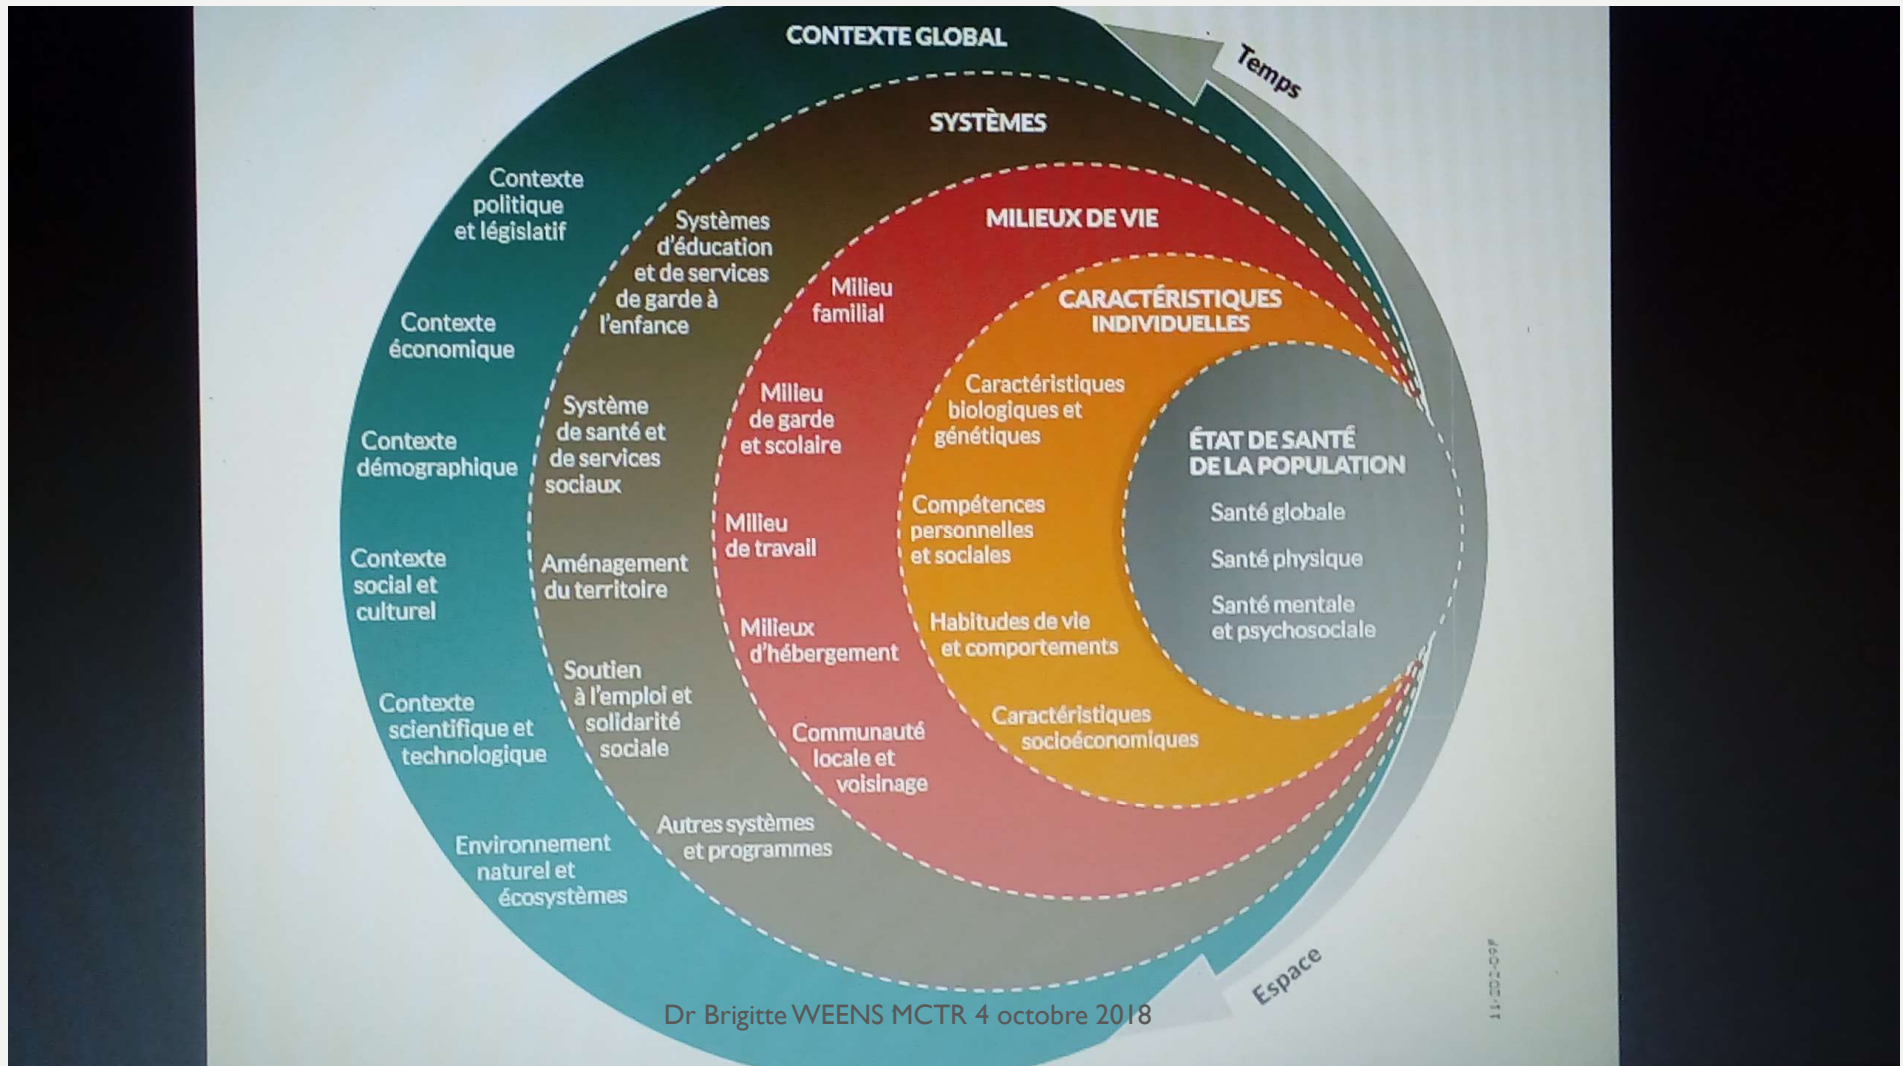 CONTEXTE GLOBAL
Temps
SYSTÈMES
MILIEUX DE VIE
CARACTÉRISTIQUES
INDIVIDUELLES
ÉTAT DE SANTÉ
DE LA POPULATION
Santé globale
Santé physique
Santé mentale
et psychosociale
Contexte
politique
et législatif
Contexte
économique
Contexte
démographique
Contexte
social et
culturel
Contexte
scientifique et
technologique
Environnement
naturel et
écosystèmes
Systèmes
d'éducation
et de services
de garde à
l'enfance
Système
de santé et
de services
sociaux
Aménagement
du territoire
Soutien
à l'emploi et
solidarité
sociale
Autres systèmes
et programmes
Milieu
familial
Milieu
de garde
et scolaire
Milieu
de travail
Milieux
d'hébergement
Communauté
locale et
voisinage
Caractéristiques
biologiques et
génétiques
Compétences
personnelles
et sociales
Habitudes de vie
et comportements
Caractéristiques
socioéconomiques
Espace
11-202-09F
Dr Brigitte WEENS MCTR 4 octobre 2018